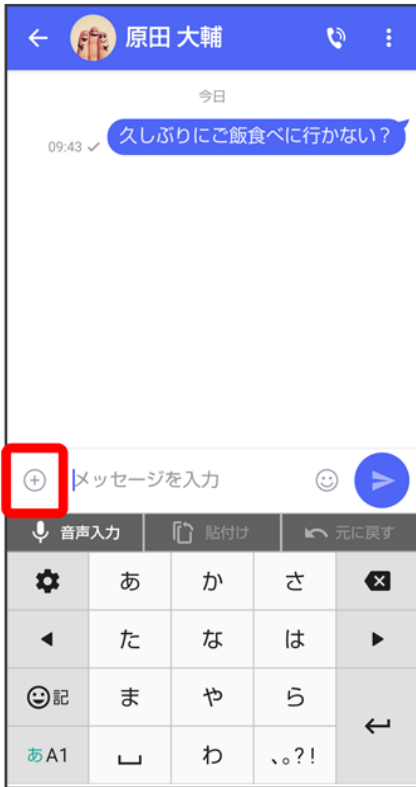 原田 大輔
今日
久しぶりにご飯食べに行かない？
09:43
メッセージを入力
音声入力 貼付け 元に戻す
あ か さ
た な は
記 ま や ら
あA1 わ 、。?!